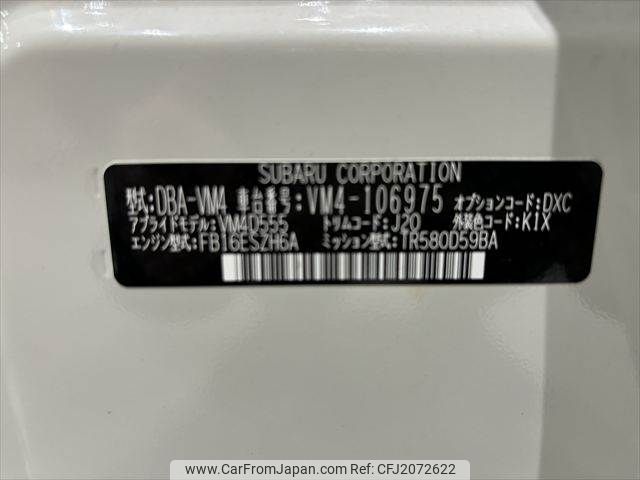 SUBARU CORPORATION
型式:DBA-VM4 車台番号:VM4-106975 オプションコード:DXC
アプライドモデル:VM4D555 トリムコード:J20 外装色コード:K1X
エンジン型式:FB16ESZH6A ミッション型式:TR580D59BA
www.CarFromJapan.com - CFJ2072622